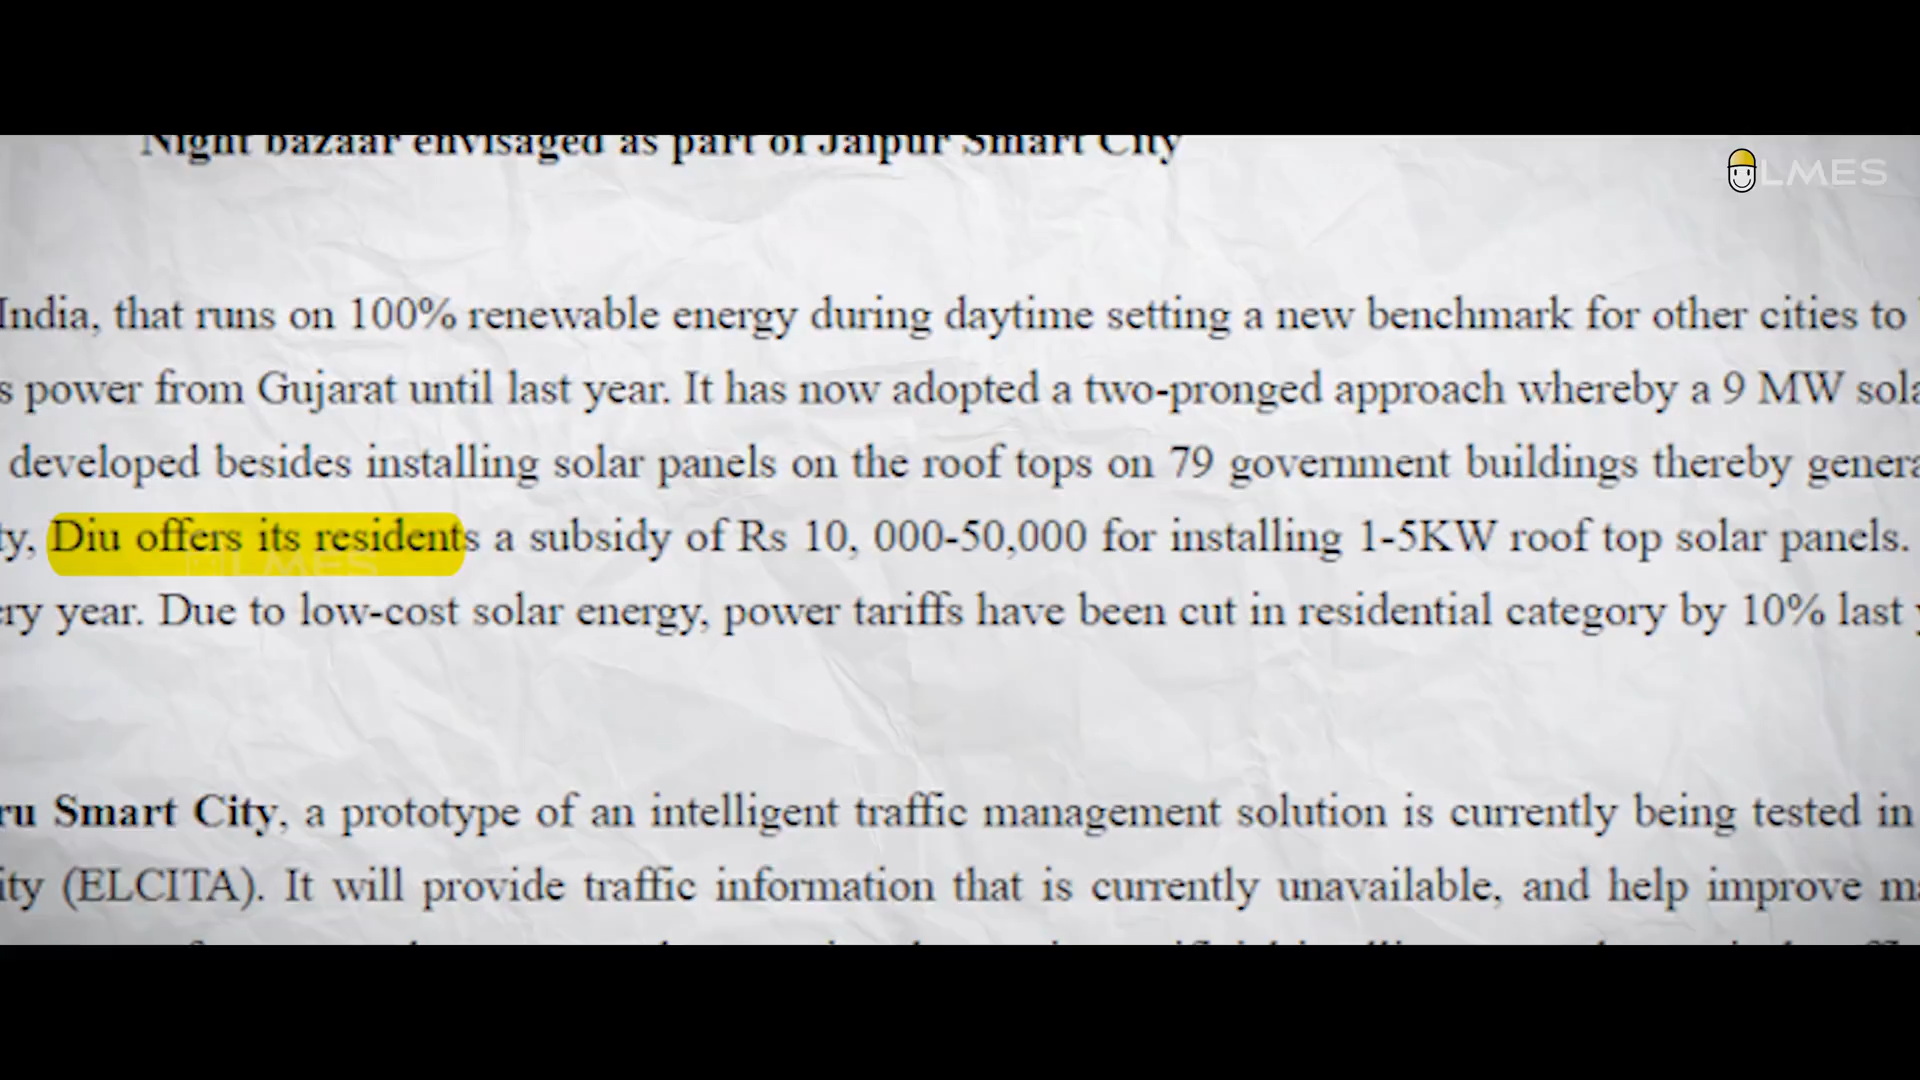 Night bazaar envisaged as part of Jaipur Smart City
LMES
India, that runs on 100% renewable energy during daytime setting a new benchmark for other cities to
s power from Gujarat until last year. It has now adopted a two-pronged approach whereby a 9 MW sola
developed besides installing solar panels on the roof tops on 79 government buildings thereby genera
ty, Diu offers its residents a subsidy of Rs 10, 000-50,000 for installing 1-5KW roof top solar panels.
ery year. Due to low-cost solar energy, power tariffs have been cut in residential category by 10% last y
ru Smart City, a prototype of an intelligent traffic management solution is currently being tested in
ity (ELCITA). It will provide traffic information that is currently unavailable, and help improve ma